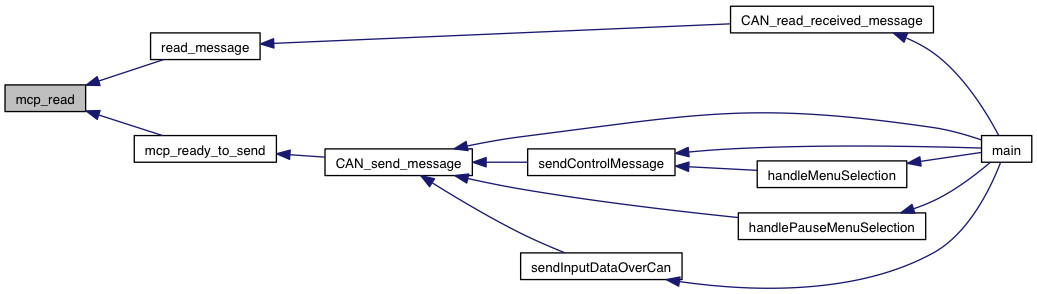 CAN_read_received_message
read_message
mcp_read
mcp_ready_to_send
main
CAN_send_message
sendControlMessage
handleMenuSelection
handlePauseMenuSelection
sendInputDataOverCan